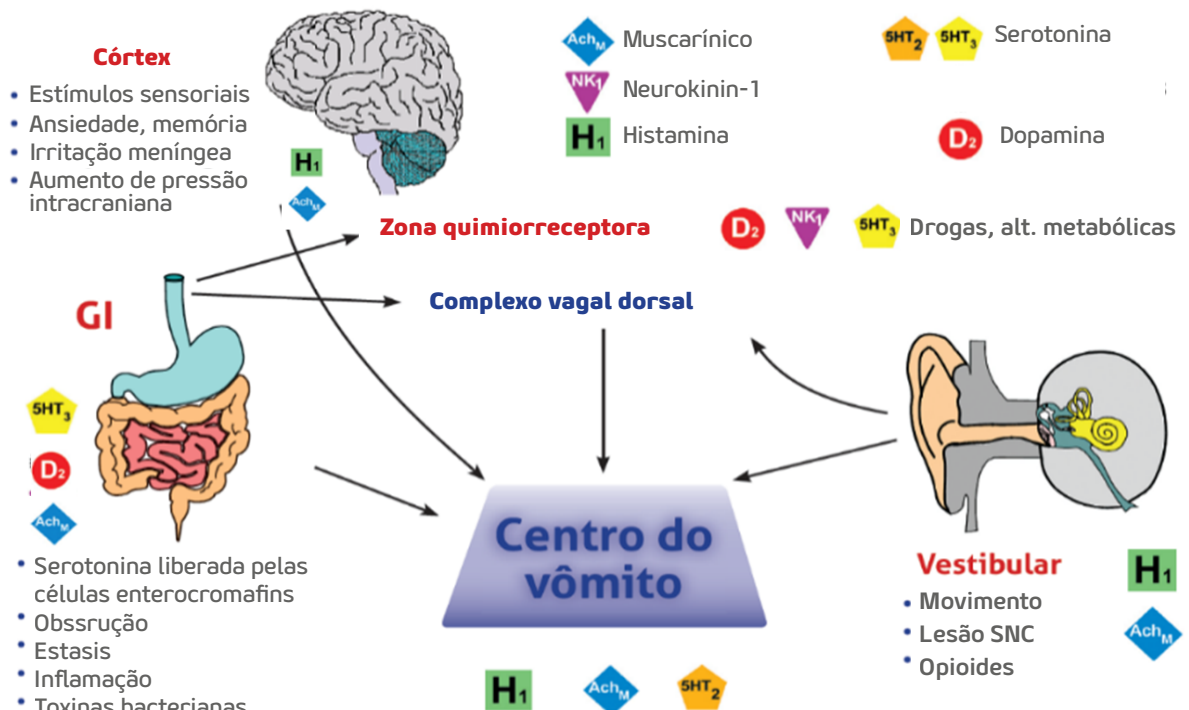 Córtex
• Estímulos sensoriais
• Ansiedade, memória
• Irritação meníngea
• Aumento de pressão
intracraniana
H1
AchM
AchM Muscarínico
NK1 Neurokinin-1
H1 Histamina
5HT2 5HT3 Serotonina
D2 Dopamina
Zona quimiorreceptora
D2 NK1 5HT3 Drogas, alt. metabólicas
Complexo vagal dorsal
GI
5HT3
D2
AchM
• Serotonina liberada pelas
células enterocromafins
• Obssrução
• Estasis
• Inflamação
• Toxinas bacterianas
Centro do
vômito
H1 AchM 5HT2
Vestibular
• Movimento
• Lesão SNC
• Opioides
H1
AchM